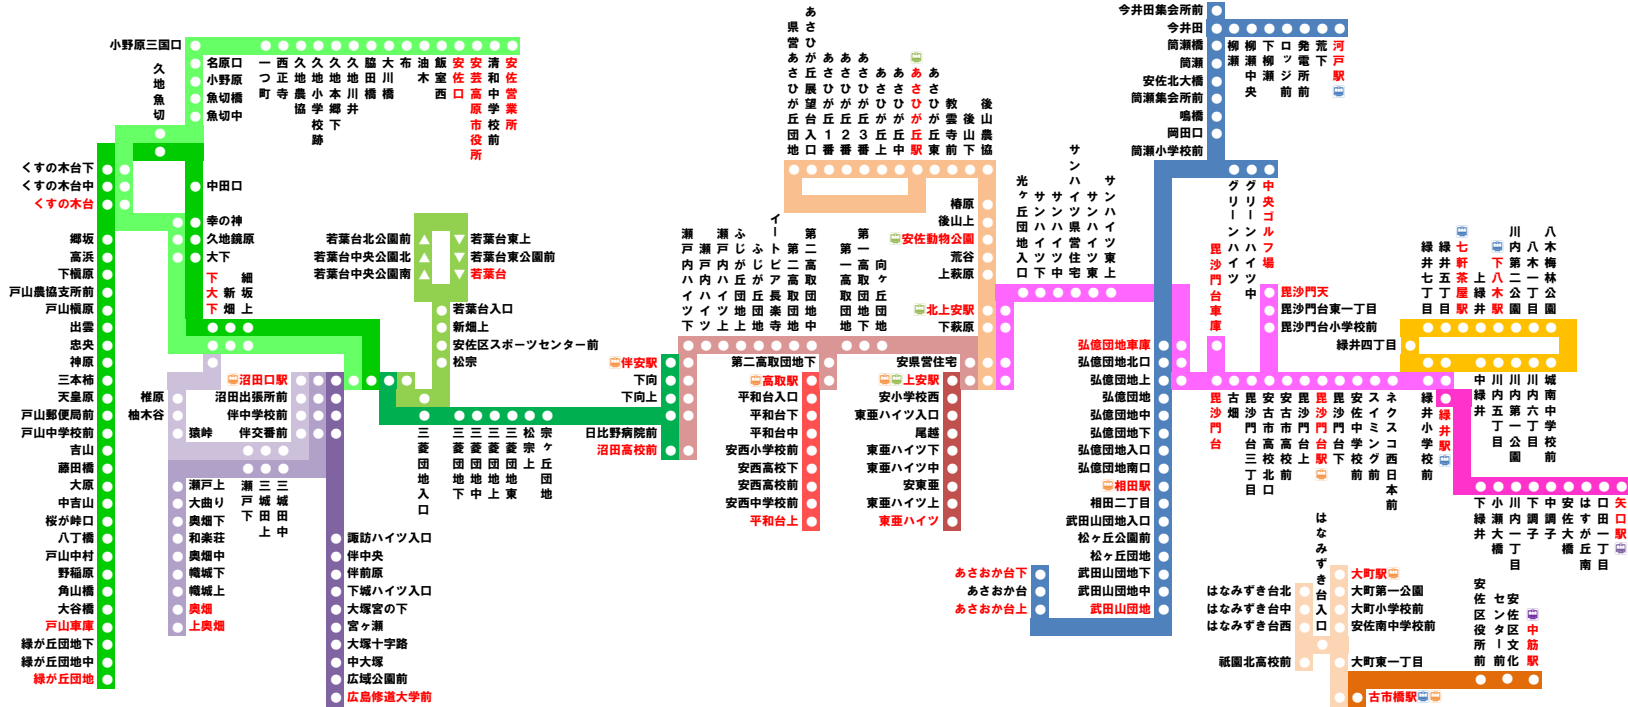 小野原三国口
一つ町
西正寺
久地農協
久地小学校跡
久地本郷下
久地川井
脇田橋
大川橋
布
油木
飯室西
安佐口
安芸高原市役所
清和中学校前
安佐営業所
名原口
小野原
魚切橋
魚切中
久地魚切
くすの木台下
くすの木台中
くすの木台
中田口
幸の神
久地鏡原
大下
郷坂
高浜
下槇原
戸山農協支所前
戸山槇原
出雲
忠央
神原
三本柿
天皇原
戸山郵便局前
戸山中学校前
吉山
藤田橋
大原
中吉山
桜が峠口
八丁橋
戸山中村
野稲原
角山橋
大谷橋
戸山車庫
緑が丘団地下
緑が丘団地中
緑が丘団地
下大下
新畑
細坂上
椎原
柚木谷
猿峠
瀬戸上
大曲り
奥畑下
和楽荘
奥畑中
幟城下
幟城上
奥畑
上奥畑
瀬戸下
三城田上
三城田中
沼田口駅
沼田出張所前
伴中学校前
伴交番前
諏訪ハイツ入口
伴中央
伴前原
下城ハイツ入口
大塚宮の下
宮ヶ瀬
大塚十字路
中大塚
広域公園前
広島修道大学前
若葉台北公園前
若葉台中央公園北
若葉台中央公園南
若葉台東上
若葉台東公園前
若葉台
若葉台入口
新畑上
安佐区スポーツセンター前
松宗
三菱団地入口
三菱団地下
三菱団地中
三菱団地上
三菱団地東
松宗上
宗ヶ丘団地
伴安駅
下向
下向上
日比野病院前
沼田高校前
瀬戸内ハイツ下
瀬戸内ハイツ
瀬戸内ハイツ上
ふじが丘団地上
ふじが丘団地
イートピア長楽寺
第二高取団地
第二高取団地中
第一高取団地
第一高取団地下
向ヶ丘団地
第二高取団地下
安県営住宅
高取駅
平和台入口
平和台下
平和台中
安西小学校前
安西高校下
安西高校前
安西中学校前
平和台上
上安駅
安小学校西
東亜ハイツ入口
尾越
東亜ハイツ下
東亜ハイツ中
安東亜
東亜ハイツ上
東亜ハイツ
県営あさひが丘団地
あさひが丘展望台入口
あさひが丘1番
あさひが丘2番
あさひが丘3番
あさひが丘上
あさひが丘中
あさひが丘駅
あさひが丘東
教雲寺前
後山下
後山農協
椿原
後山上
安佐動物公園
荒谷
上萩原
北上安駅
下萩原
光ヶ丘団地入口
サンハイツ下
サンハイツ中
サンハイツ県営住宅
サンハイツ東
サンハイツ東上
今井田集会所前
今井田
筒瀬橋
筒瀬
安佐北大橋
筒瀬集会所前
鳴橋
岡田口
筒瀬小学校前
柳瀬
柳瀬中央
下柳瀬
ロッジ前
発電所前
荒下
河戸駅
グリーンハイツ
グリーンハイツ中
中央ゴルフ場
弘億団地車庫
弘億団地北口
弘億団地上
弘億団地
弘億団地中
弘億団地下
弘億団地入口
弘億団地南口
相田駅
相田二丁目
武田山団地入口
松ヶ丘公園前
松ヶ丘団地
武田山団地下
武田山団地中
武田山団地
あさおか台下
あさおか台
あさおか台上
毘沙門台車庫
毘沙門天
毘沙門台東一丁目
毘沙門台小学校前
毘沙門台
古畑
毘沙門台三丁目
安古市高校北口
安古市高校前
毘沙門台上
毘沙門台駅
毘沙門台下
安佐中学校前
スイミング前
ネクスコ西日本前
緑井小学校前
緑井駅
緑井四丁目
緑井七丁目
緑井五丁目
七軒茶屋駅
上緑井
下八木駅
川内第二公園
八木一丁目
八木梅林公園
中緑井
川内五丁目
川内第一公園
川内六丁目
城南中学校前
下緑井
小瀬大橋
川内一丁目
下調子
中調子
安佐大橋
はすが丘南
口田一丁目
矢口駅
はなみずき台入口
はなみずき台北
はなみずき台中
はなみずき台西
祇園北高校前
大町駅
大町第一公園
大町小学校前
安佐南中学校前
大町東一丁目
古市橋駅
安佐区役所前
安佐区文化センター前
中筋駅